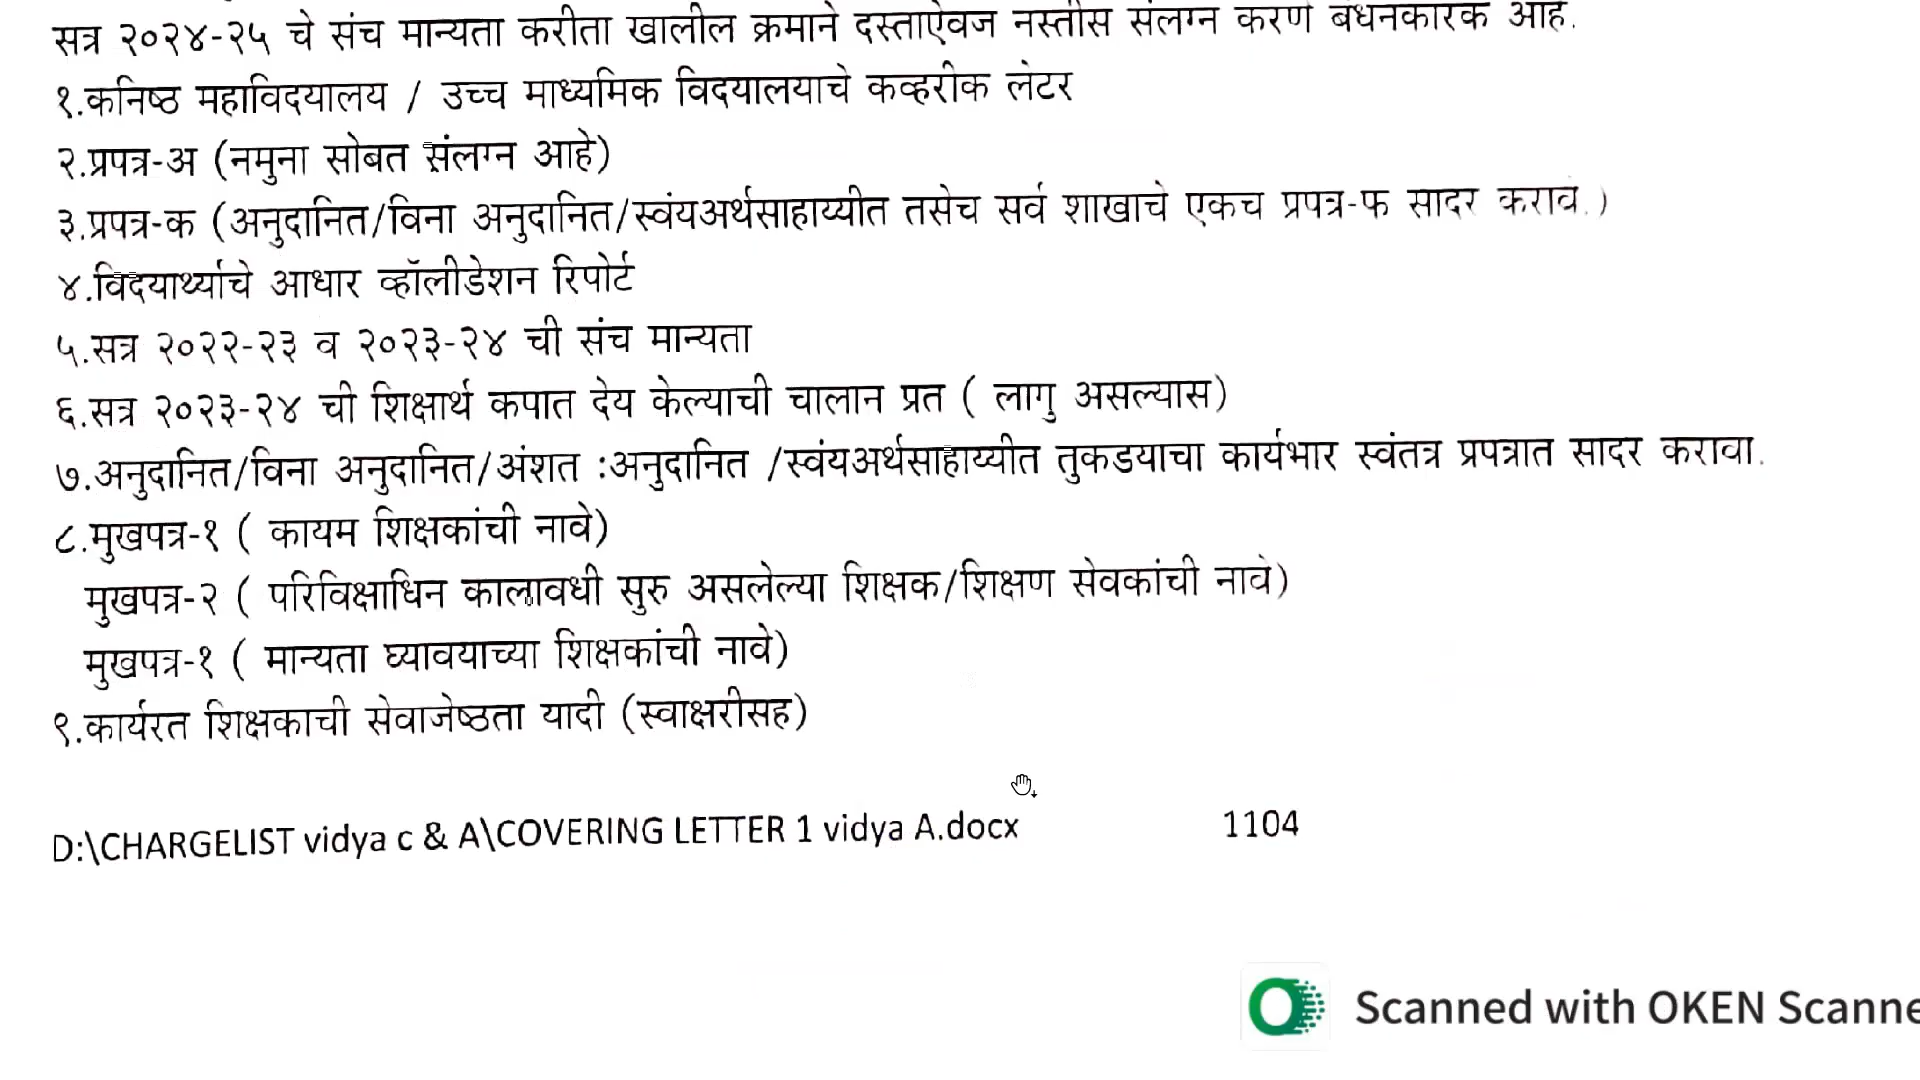 सत्र २०२४-२५ चे संच मान्यता करीता खालील क्रमाने दस्ताऐवज नस्तीस संलग्न करणे बंधनकारक आहे.
१.कनिष्ठ महाविदयालय / उच्च माध्यमिक विदयालयाचे कव्हरीक लेटर
२.प्रपत्र-अ (नमुना सोबत संलग्न आहे)
३.प्रपत्र-क (अनुदानित/विना अनुदानित/स्वंयअर्थसाहाय्यीत तसेच सर्व शाखाचे एकच प्रपत्र-फ सादर करावे.)
४.विदयार्थ्यांचे आधार व्हॉलीडेशन रिपोर्ट
५.सत्र २०२२-२३ व २०२३-२४ ची संच मान्यता
६.सत्र २०२३-२४ ची शिक्षार्थ कपात देय केल्याची चालान प्रत ( लागु असल्यास)
७.अनुदानित/विना अनुदानित/अंशत :अनुदानित /स्वंयअर्थसाहाय्यीत तुकडयाचा कार्यभार स्वंतत्र प्रपत्रात सादर करावा.
८.मुखपत्र-१ ( कायम शिक्षकांची नावे)
मुखपत्र-२ ( परिविक्षाधिन कालावधी सुरु असलेल्या शिक्षक/शिक्षण सेवकांची नावे)
मुखपत्र-१ ( मान्यता घ्यावयाच्या शिक्षकांची नावे)
९.कार्यरत शिक्षकाची सेवाजेष्ठता यादी (स्वाक्षरीसह)
D:\CHARGELIST vidya c & A\COVERING LETTER 1 vidya A.docx 1104
Scanned with OKEN Scanne